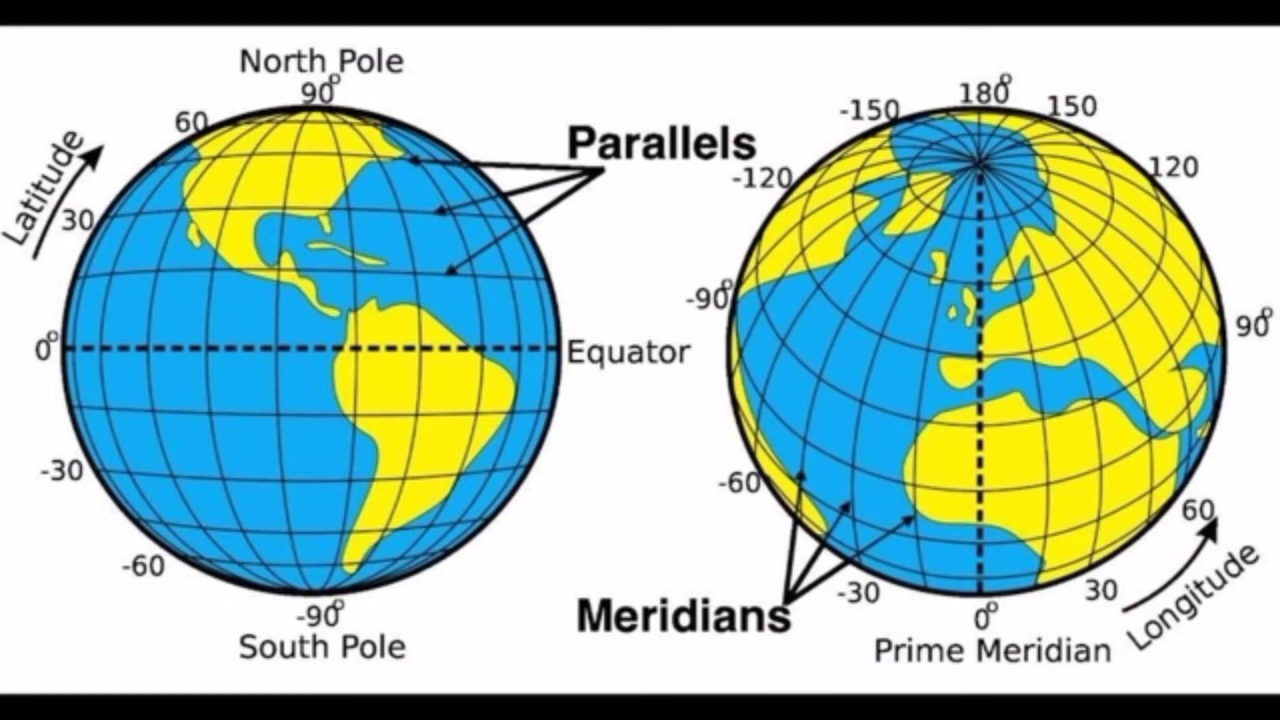 North Pole
90°
60
Latitude
30
0°
Equator
-30
-60
-90°
South Pole
Parallels
Meridians
180°
-150
150
-120
120
-90°
90°
-60
60
-30
30
0°
Longitude
Prime Meridian